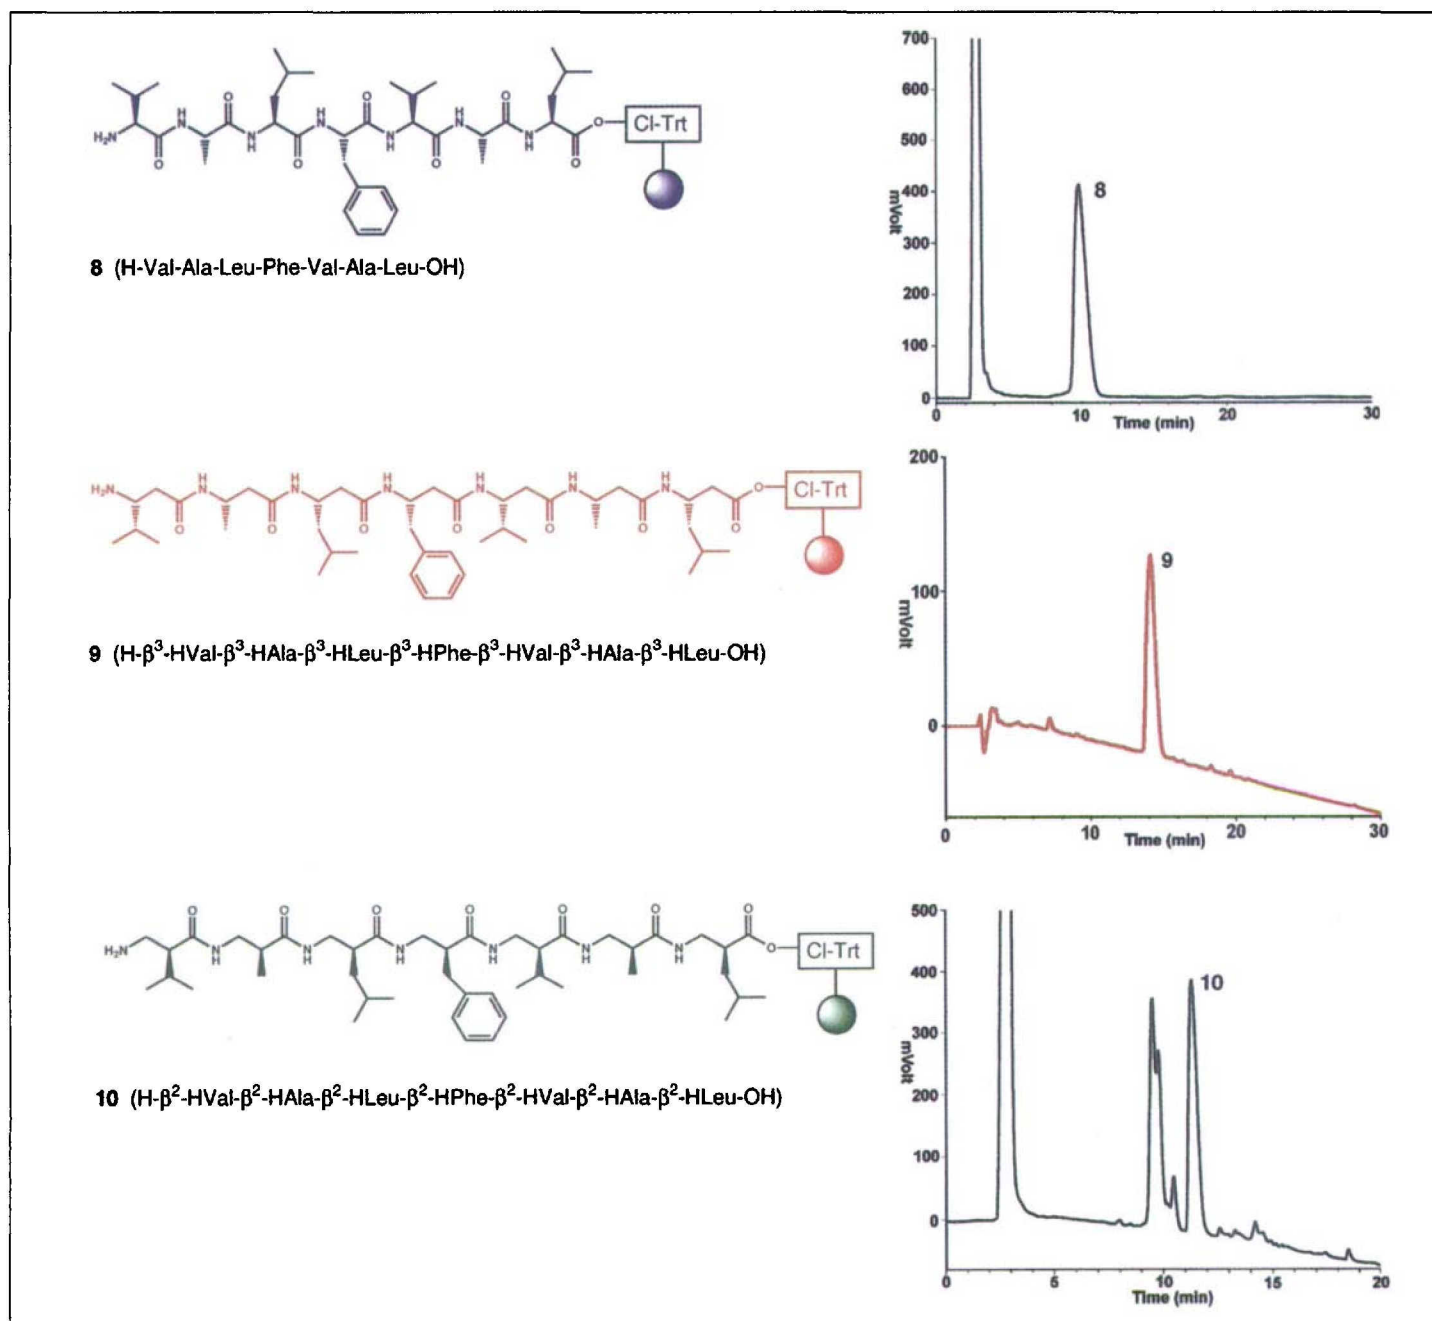 H₂N
O
H
N
O
N
H
O
H
N
O
N
H
O
H
N
O
N
H
O
O
Cl-Trt
8 (H-Val-Ala-Leu-Phe-Val-Ala-Leu-OH)
700
600
500
400
300
200
100
0
mVolt
8
0
10
20
30
Time (min)
H₂N
O
H
N
O
H
N
O
H
N
O
H
N
O
H
N
O
H
N
O
O
Cl-Trt
9 (H-β³-HVal-β³-HAla-β³-HLeu-β³-HPhe-β³-HVal-β³-HAla-β³-HLeu-OH)
200
100
0
mVolt
9
0
10
20
30
Time (min)
H₂N
O
N
H
O
N
H
O
N
H
O
N
H
O
N
H
O
N
H
O
O
Cl-Trt
10 (H-β²-HVal-β²-HAla-β²-HLeu-β²-HPhe-β²-HVal-β²-HAla-β²-HLeu-OH)
500
400
300
200
100
0
mVolt
10
0
5
10
15
20
Time (min)